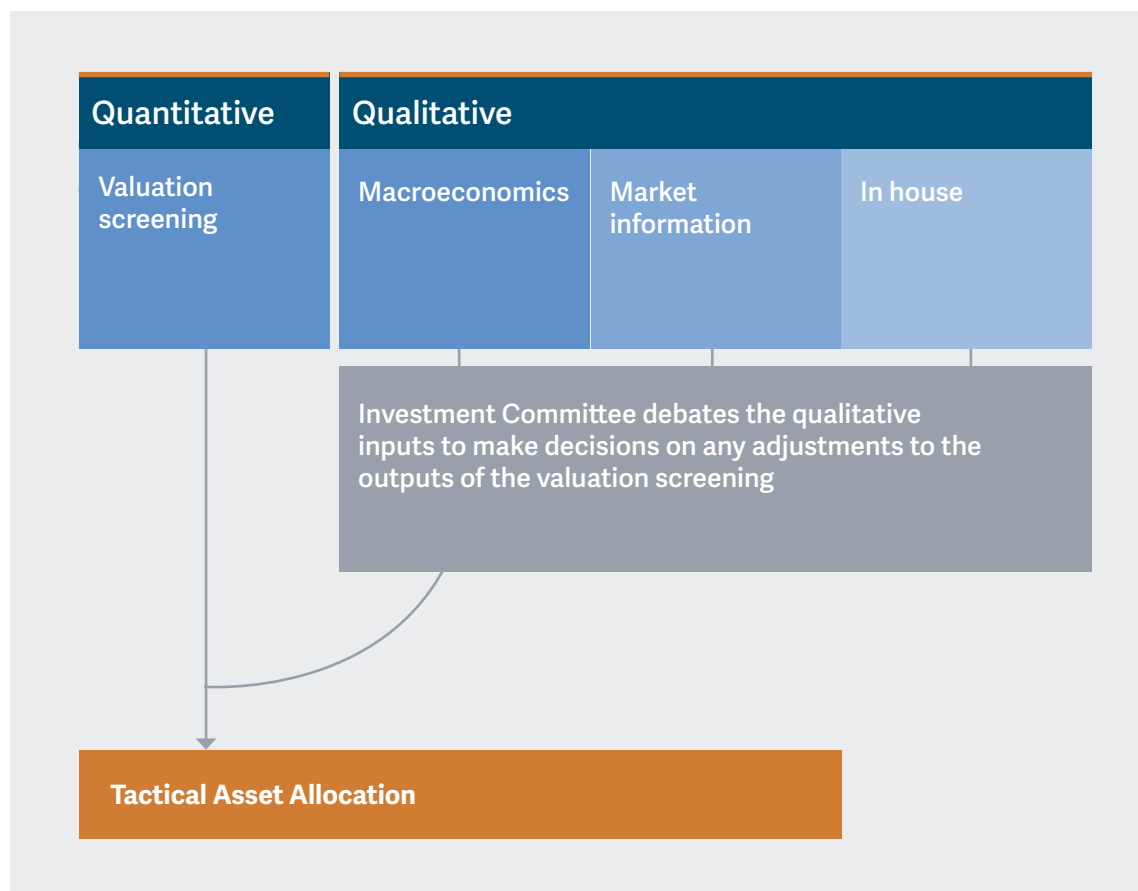 Quantitative
Valuation
screening
Qualitative
Macroeconomics
Market
information
In house
Investment Committee debates the qualitative
inputs to make decisions on any adjustments to the
outputs of the valuation screening
Tactical Asset Allocation